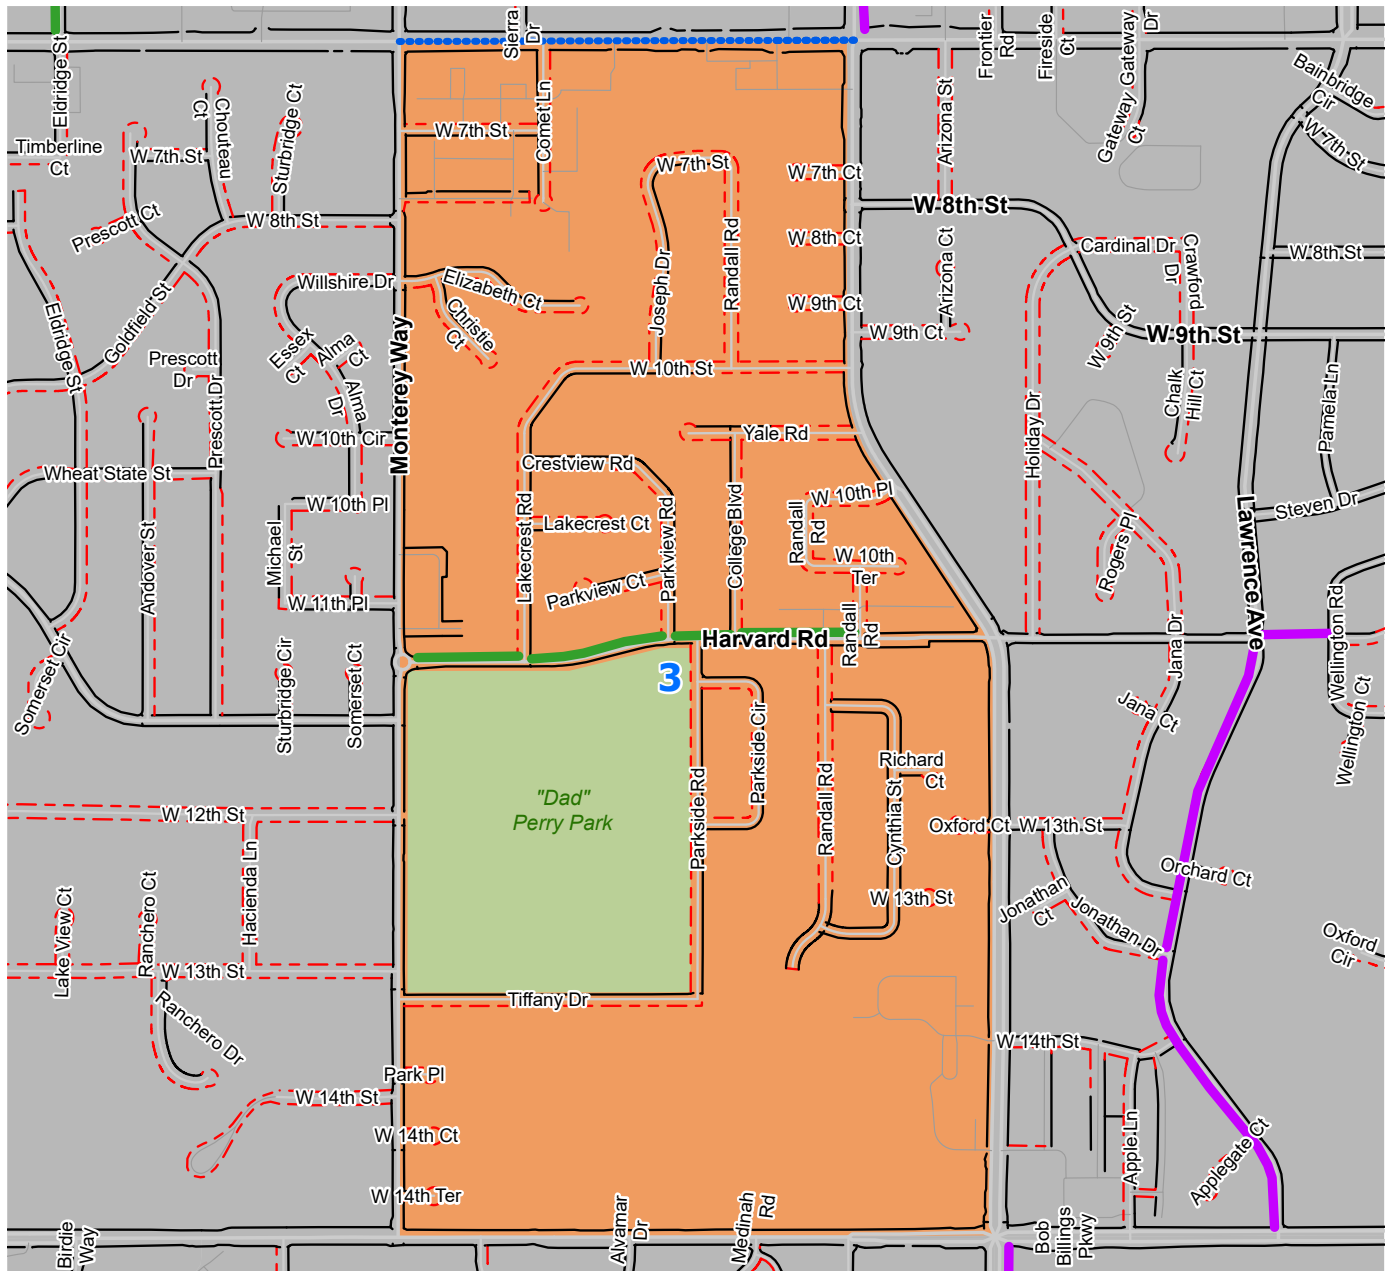 Eldridge St
Sierra
Dr
Frontier
Rd
Fireside
Ct
Gateway
Dr
Gateway
Ct
Bainbridge
Cir
W 7th St
Timberline
Ct
Chouteau
Ct
W 7th St
Sturbridge Ct
Prescott Ct
W 8th St
W 7th St
Comet Ln
W 7th St
W 7th Ct
Arizona St
W 8th St
W 8th Ct
Arizona Ct
Cardinal Dr
Crawford
Dr
W 8th St
Willshire Dr
Elizabeth Ct
Christie
Ct
Joseph Dr
Randall Rd
W 9th Ct
W 9th Ct
W 9th St
W 9th St
Eldridge St
Goldfield St
Prescott
Dr
Prescott Dr
Essex
Ct
Alma
Ct
Alma
Dr
Monterey Way
W 10th St
Chalk
Hill Ct
Pamela Ln
Holiday Dr
W 10th Cir
Yale Rd
Wheat State St
Crestview Rd
W 10th Pl
W 10th Pl
Steven Dr
Lawrence Ave
Andover St
Michael
St
Lakecrest Rd
Lakecrest Ct
Parkview Rd
College Blvd
Randall
Rd
W 10th
Ter
Rogers Pl
Parkview Ct
W 11th Pl
Harvard Rd
Randall
Rd
Jana Dr
Wellington Rd
Somerset Cir
Sturbridge Cir
Somerset Ct
3
Jana Ct
Wellington Ct
Parkside Cir
Richard
Ct
"Dad"
Perry Park
Parkside Rd
Randall Rd
Cynthia St
W 12th St
Oxford Ct
W 13th St
Hacienda Ln
Orchard Ct
W 13th St
Jonathan
Ct
Jonathan Dr
Lake View Ct
Ranchero Ct
Oxford
Cir
W 13th St
Ranchero Dr
Tiffany Dr
W 14th St
Park Pl
W 14th St
W 14th Ct
Apple Ln
Applegate Ct
W 14th Ter
Birdie
Way
Alvamar
Dr
Medinah
Rd
Bob
Billings
Pkwy